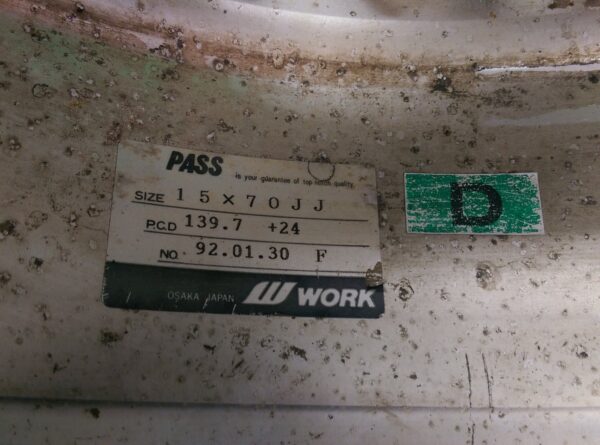 PASS is your guarantee of top-notch quality.
SIZE 15×70JJ
P.C.D 139.7 +24
NO. 92.01.30 F
OSAKA JAPAN W WORK
D